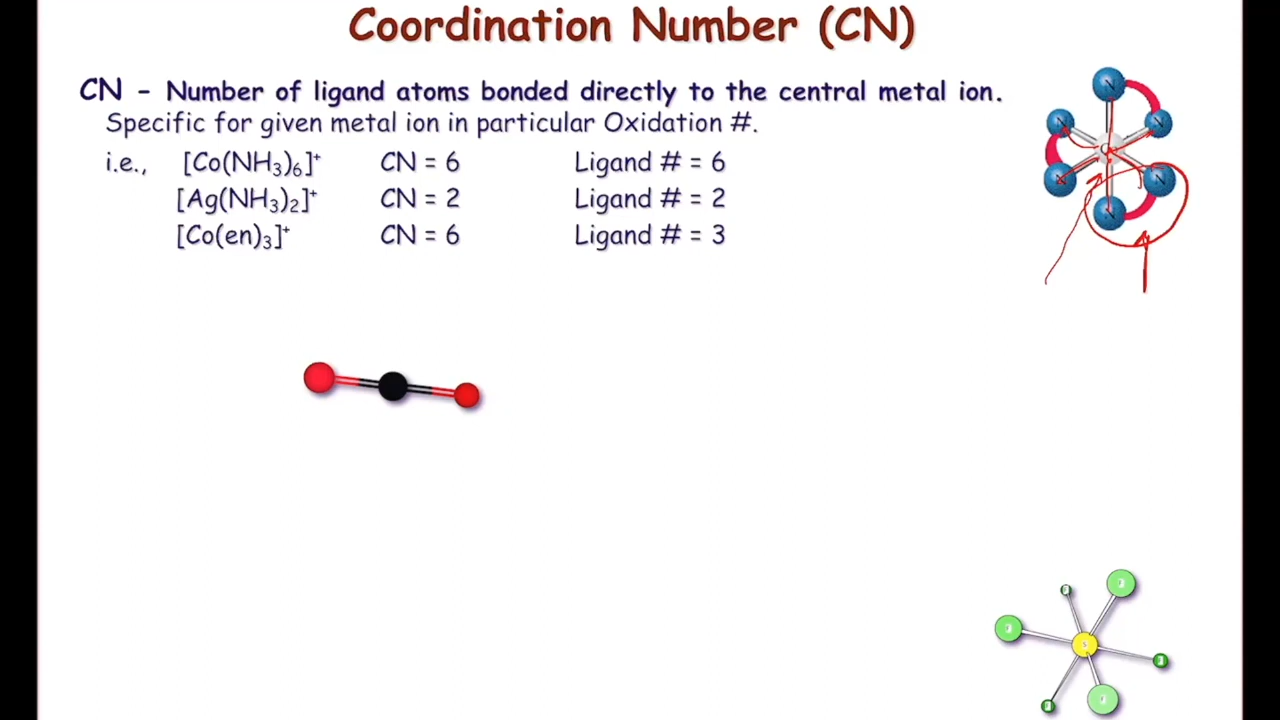 Coordination Number (CN)
CN – Number of ligand atoms bonded directly to the central metal ion.
Specific for given metal ion in particular Oxidation #.
i.e., [Co(NH₃)₆]⁺ CN = 6 Ligand # = 6
[Ag(NH₃)₂]⁺ CN = 2 Ligand # = 2
[Co(en)₃]⁺ CN = 6 Ligand # = 3
N
N N
N N
N